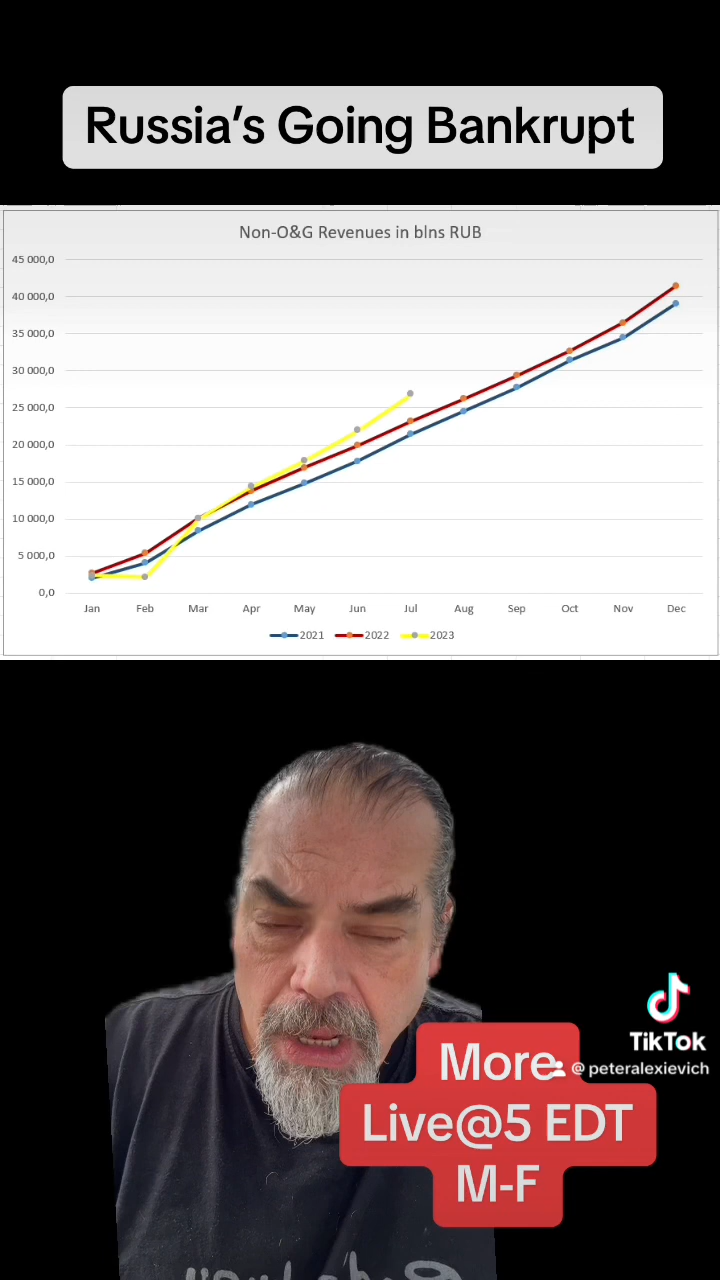 Russia's Going Bankrupt
Non-O&G Revenues in blns RUB
45 000,0
40 000,0
35 000,0
30 000,0
25 000,0
20 000,0
15 000,0
10 000,0
5 000,0
0,0
Jan Feb Mar Apr May Jun Jul Aug Sep Oct Nov Dec
2021 2022 2023
TikTok
@peteralexievich
More
Live@5 EDT
M-F